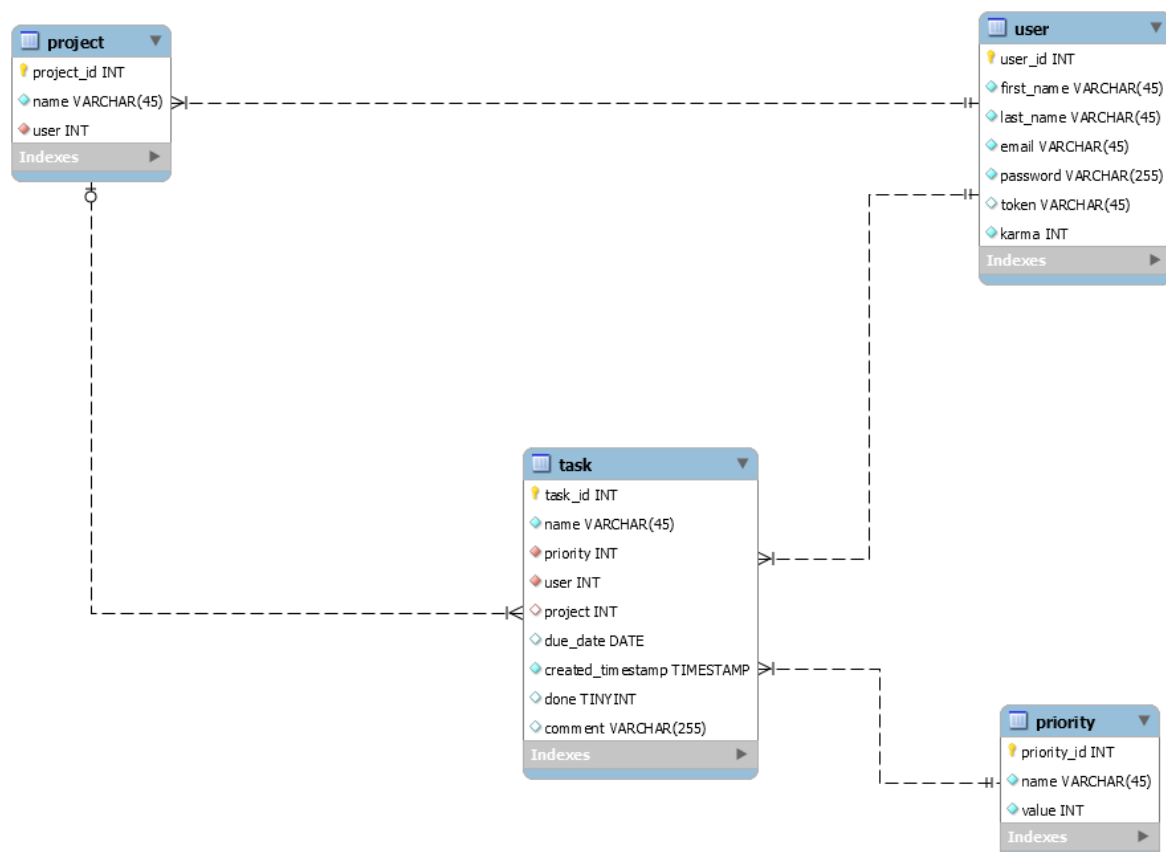 project
project_id INT
name VARCHAR(45)
user INT
Indexes
user
user_id INT
first_name VARCHAR(45)
last_name VARCHAR(45)
email VARCHAR(45)
password VARCHAR(255)
token VARCHAR(45)
karma INT
Indexes
task
task_id INT
name VARCHAR(45)
priority INT
user INT
project INT
due_date DATE
created_timestamp TIMESTAMP
done TINYINT
comment VARCHAR(255)
Indexes
priority
priority_id INT
name VARCHAR(45)
value INT
Indexes